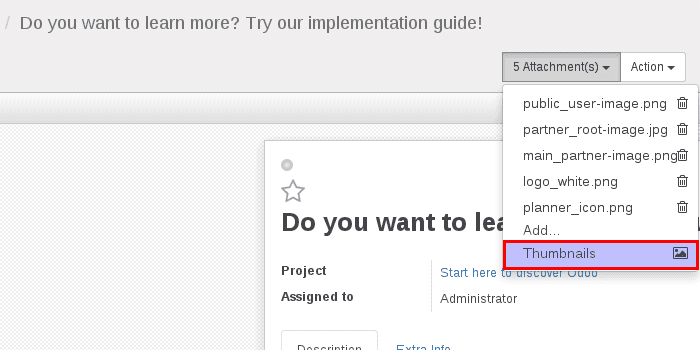 / Do you want to learn more? Try our implementation guide!
5 Attachment(s) Action
public_user-image.png
partner_root-image.jpg
main_partner-image.png
logo_white.png
planner_icon.png
Add...
Thumbnails
Do you want to lea
Project Start here to discover Odoo
Assigned to Administrator
Description Extra Info